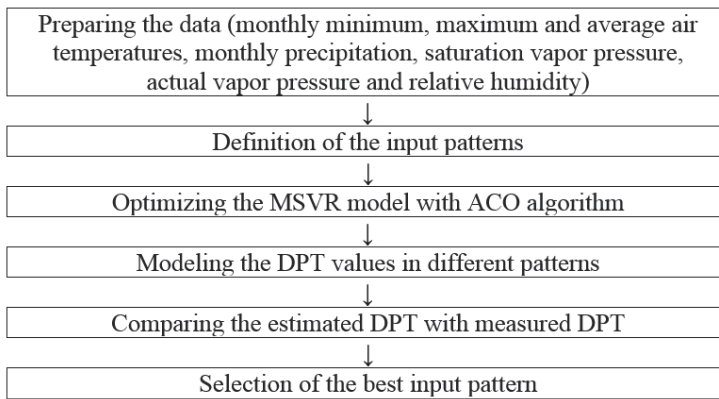 Preparing the data (monthly minimum, maximum and average air
temperatures, monthly precipitation, saturation vapor pressure,
actual vapor pressure and relative humidity)
↓
Definition of the input patterns
↓
Optimizing the MSVR model with ACO algorithm
↓
Modeling the DPT values in different patterns
↓
Comparing the estimated DPT with measured DPT
↓
Selection of the best input pattern